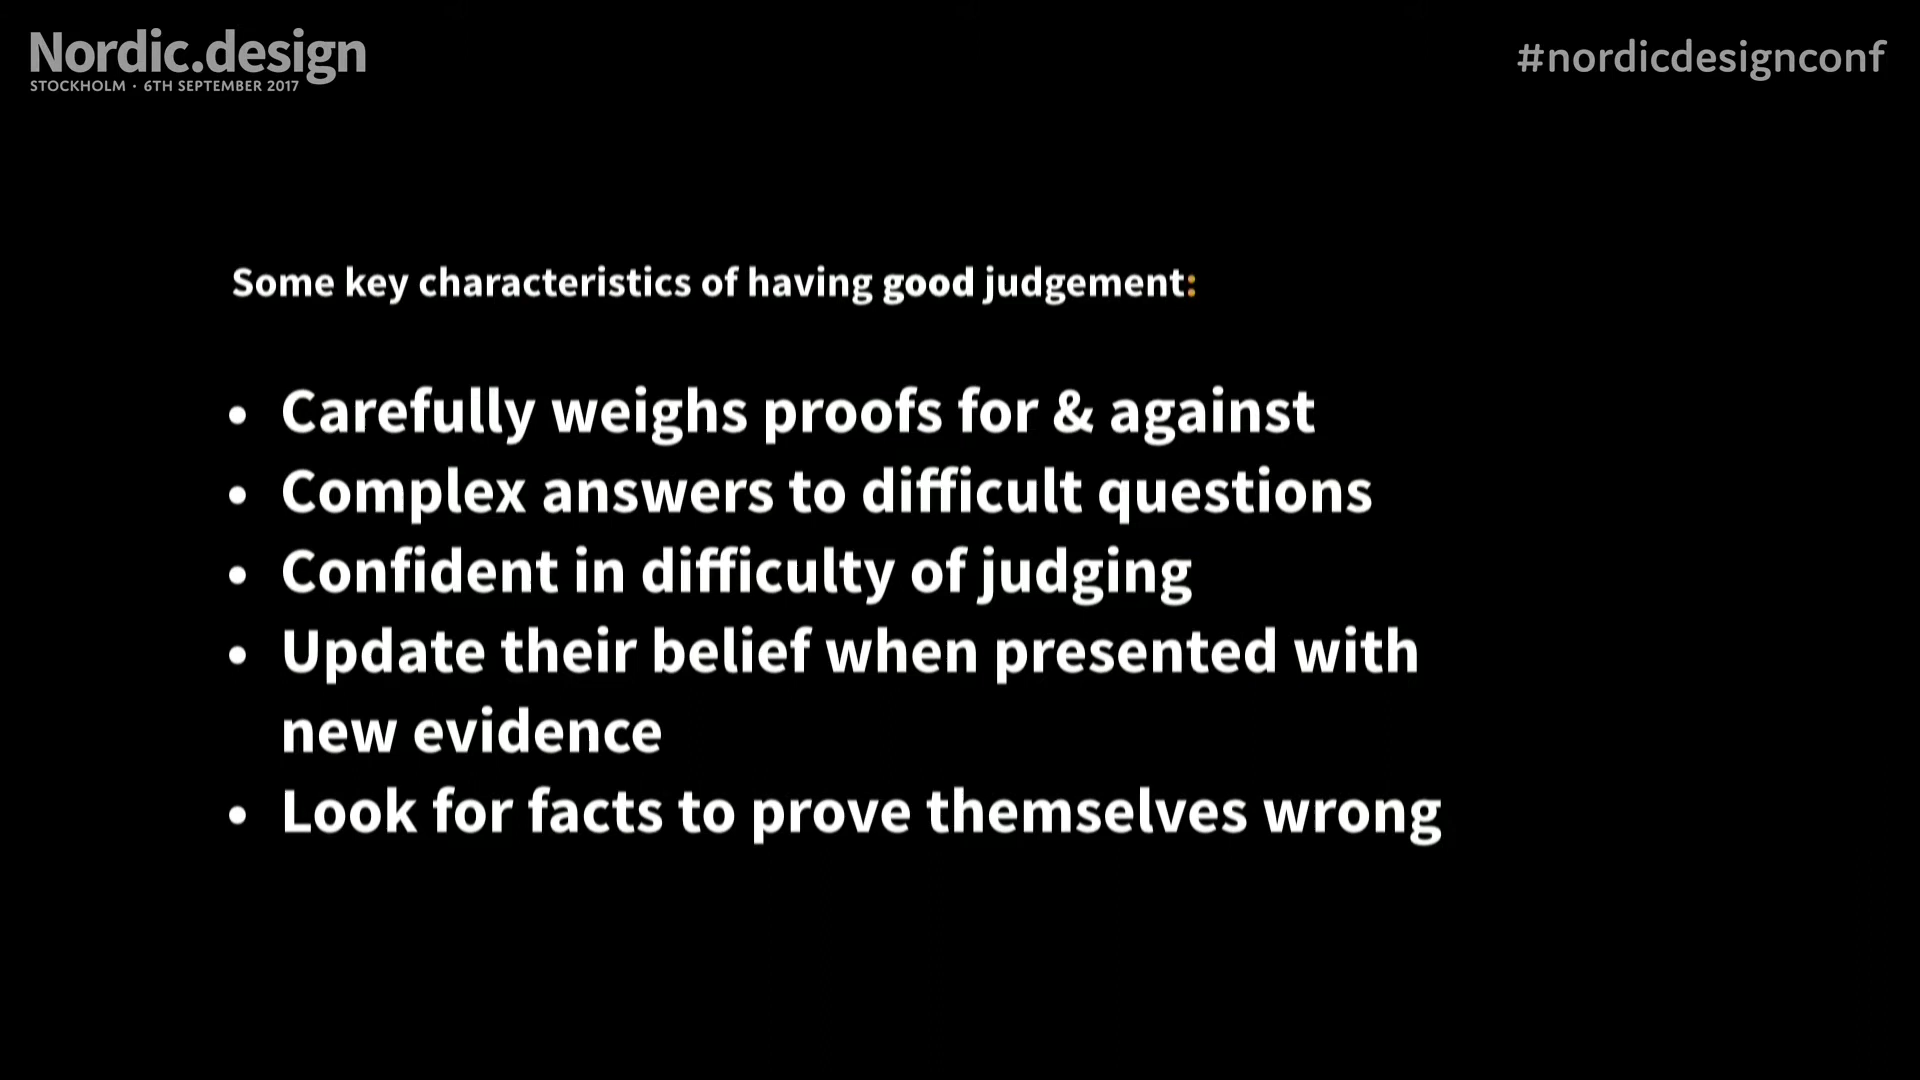 Nordic.design
STOCKHOLM · 6TH SEPTEMBER 2017
#nordicdesignconf
Some key characteristics of having good judgement:
• Carefully weighs proofs for & against
• Complex answers to difficult questions
• Confident in difficulty of judging
• Update their belief when presented with
new evidence
• Look for facts to prove themselves wrong